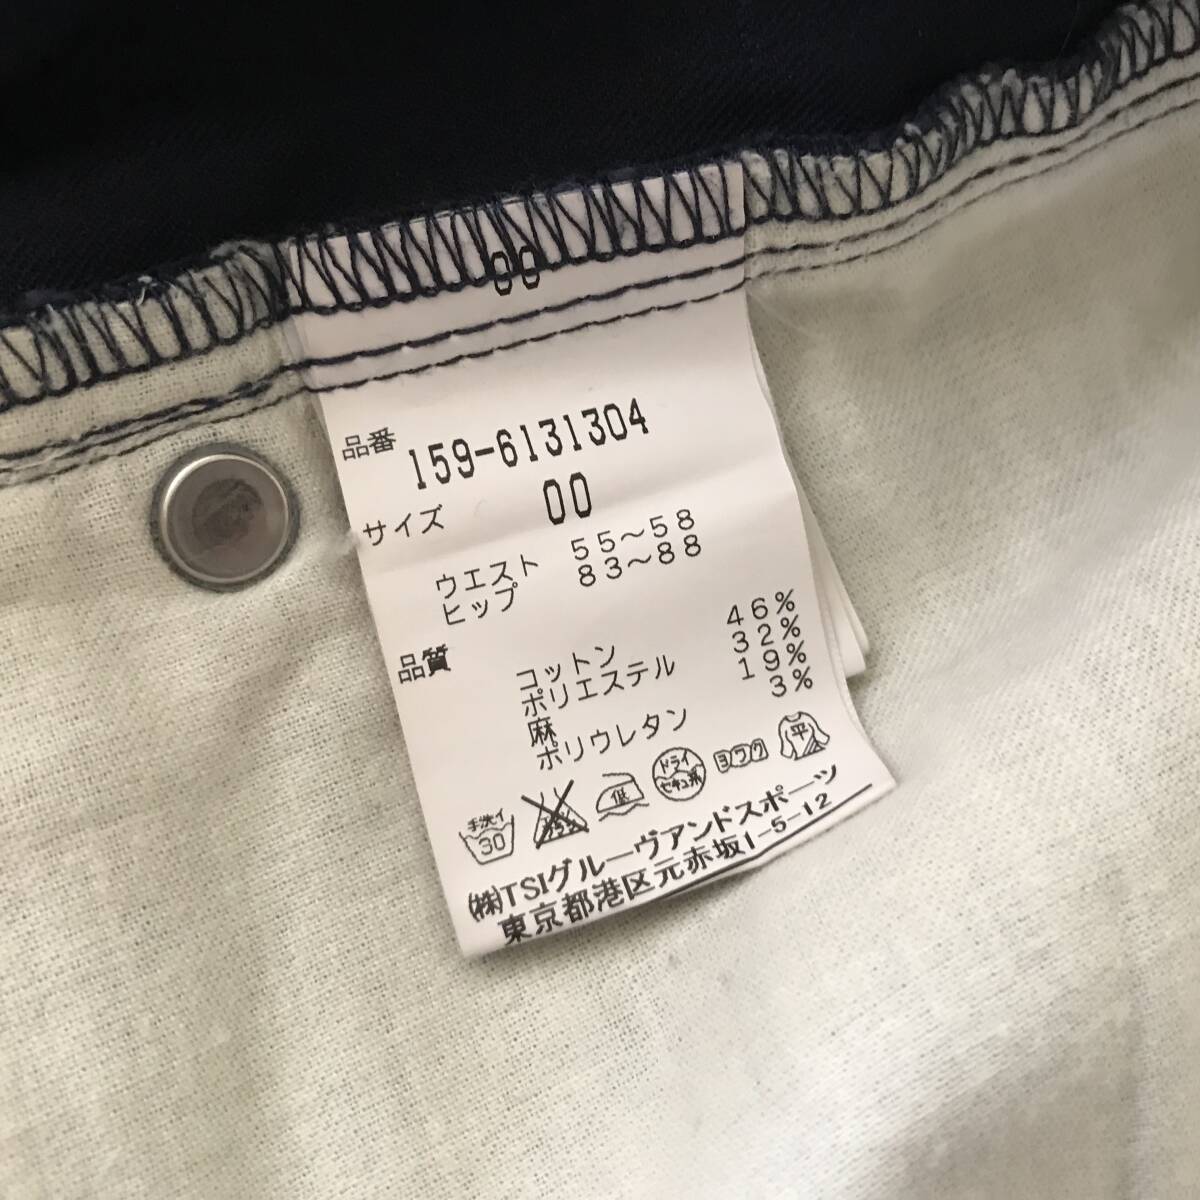 00
品番 159-6131304
サイズ 00
ウエスト 55～58
ヒップ 83～88
品質 コットン 46%
ポリエステル 32%
麻 19%
ポリウレタン 3%
手洗イ 30
低
ドライ セキュ系
ヨワク
平
㈱TSIグルーヴアンドスポーツ
東京都港区元赤坂1-5-12